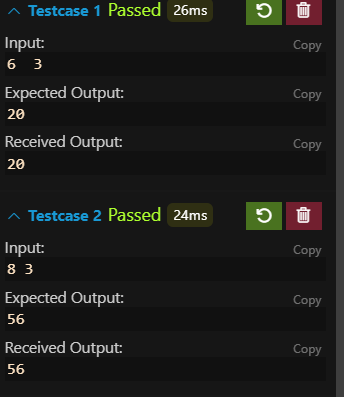 Testcase 1 Passed 26ms
Input:
Copy
6  3
Expected Output:
Copy
20
Received Output:
Copy
20
Testcase 2 Passed 24ms
Input:
Copy
8 3
Expected Output:
Copy
56
Received Output:
Copy
56